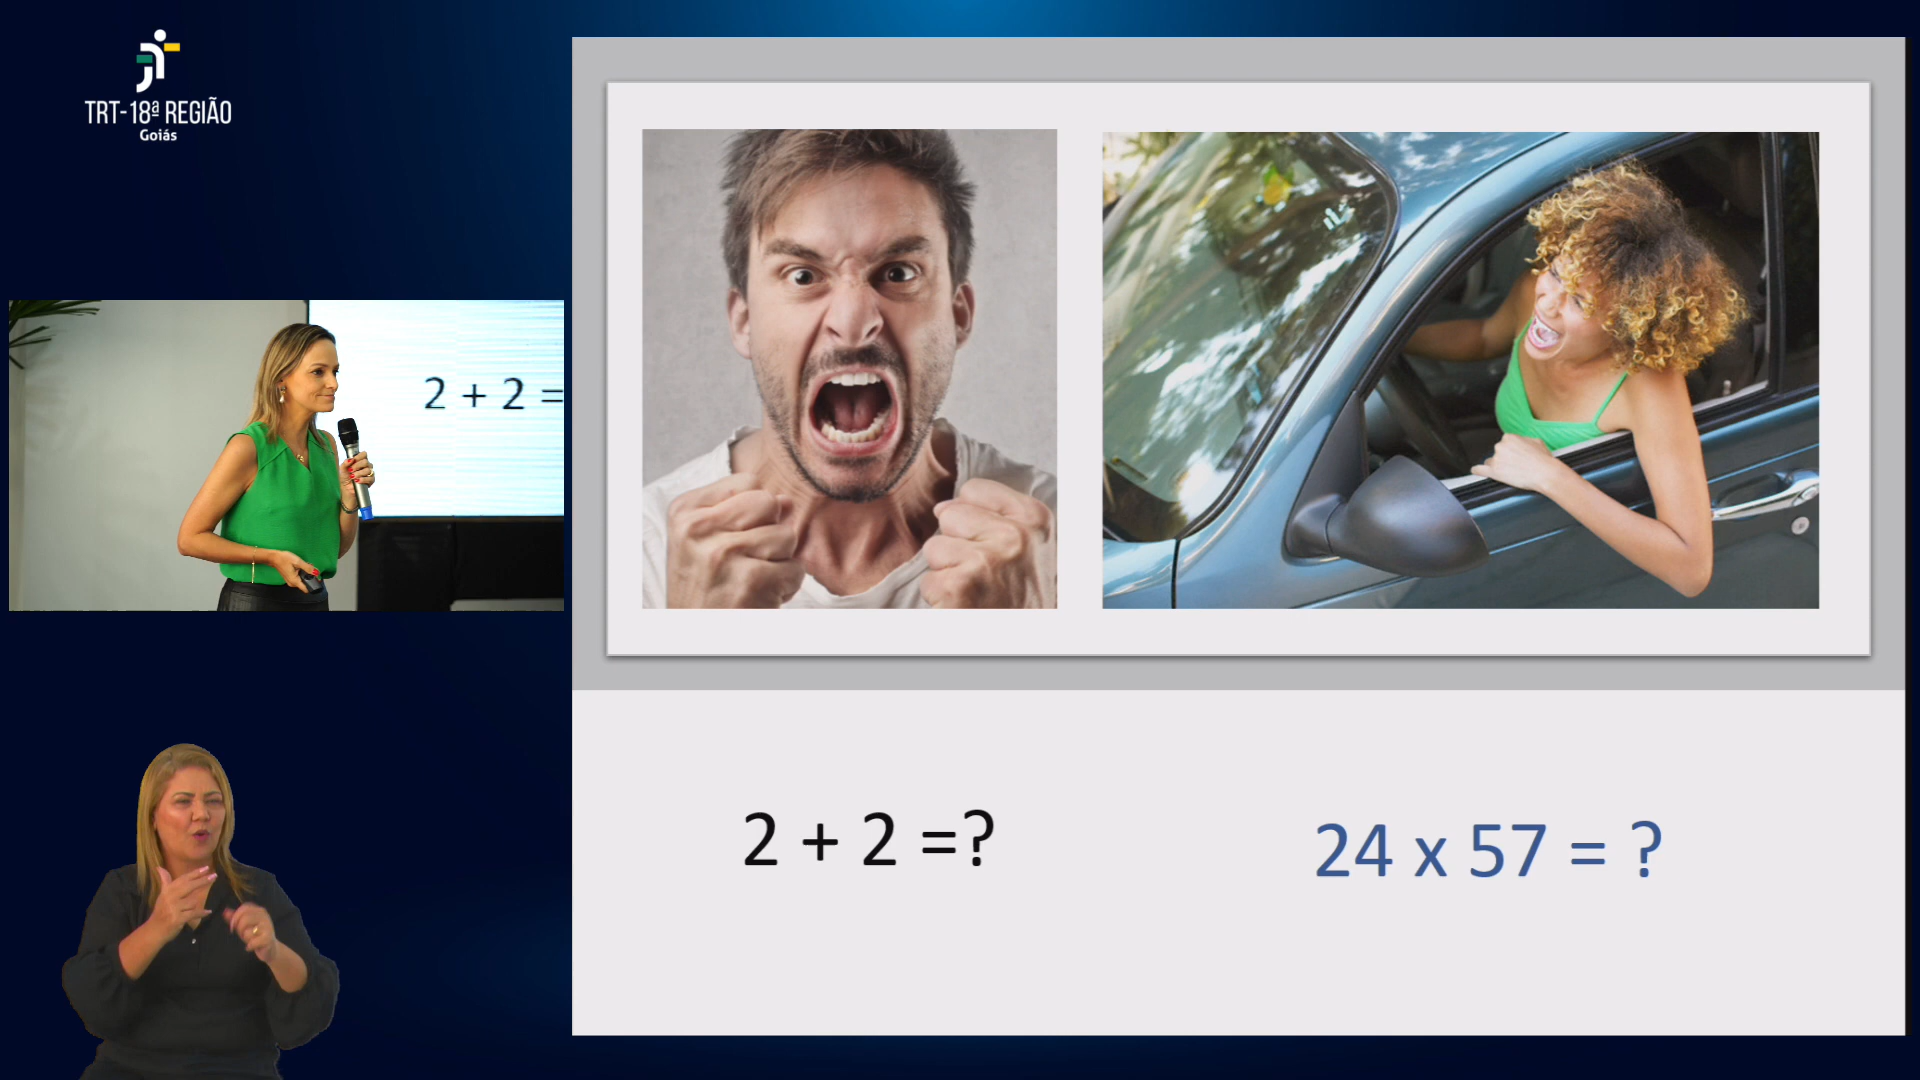 TRT-18ª REGIÃO
Goiás
2 + 2 =
2 + 2 =?
24 x 57 = ?